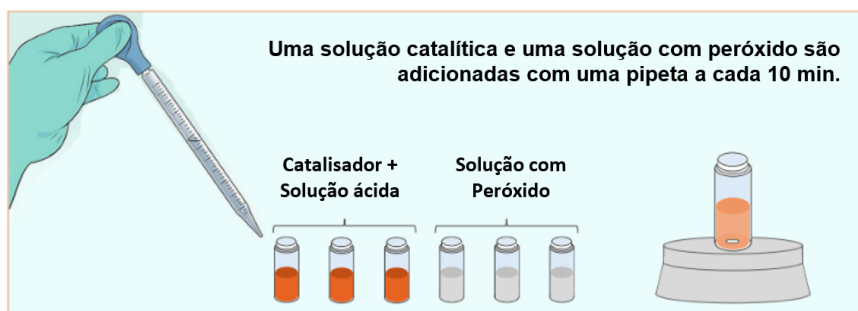 Uma solução catalítica e uma solução com peróxido são
adicionadas com uma pipeta a cada 10 min.
Catalisador +
Solução ácida
Solução com
Peróxido